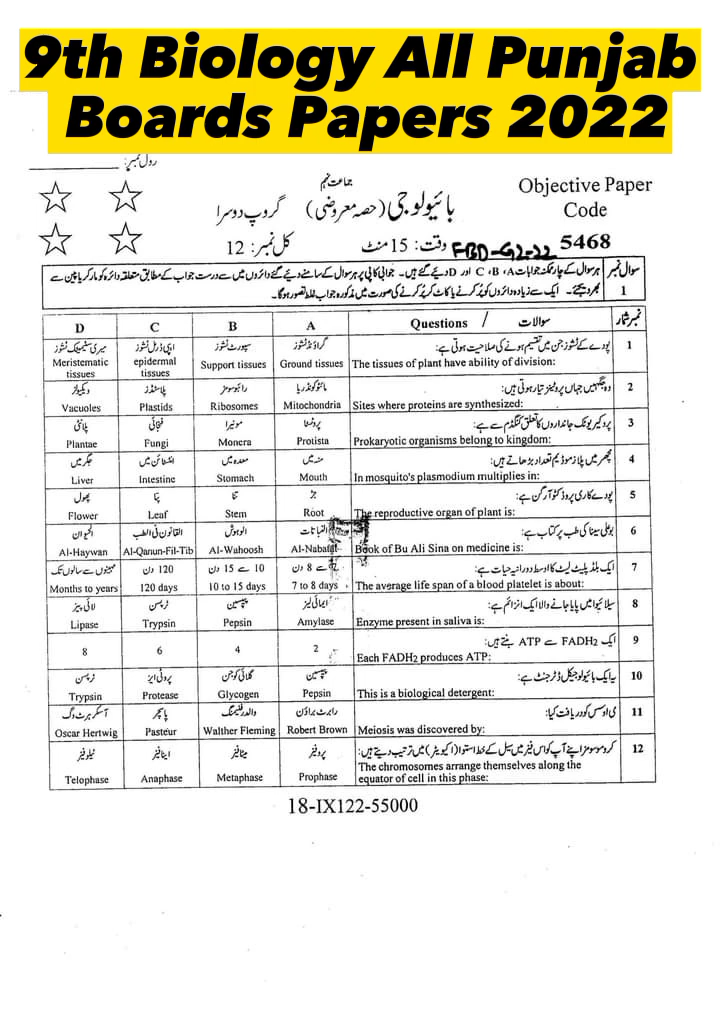 9th Biology All Punjab
Boards Papers 2022
رول نمبر:
جماعت نہم
Objective Paper
Code
بائیولوجی (حصہ معروضی) گروپ دوسرا
5468
FBD-G2-22
وقت: 15 منٹ
کل نمبر: 12
سوال نمبر 1
ہر سوال کے چار ممکنہ جوابات A، B، C اور D دیئے گئے ہیں۔ جوابی کاپی پر ہر سوال کے سامنے دیئے گئے دائروں میں سے درست جواب کے مطابق متعلقہ دائرہ کو مارکر یا پین سے
بھر دیجئے۔ ایک سے زیادہ دائروں کو پُر کرنے یا کاٹ کر پُر کرنے کی صورت میں مذکورہ جواب غلط تصور ہوگا۔
D C B A Questions / سوالات نمبر شمار
میری سٹیمیٹک ٹشوز اپی ڈرمل ٹشوز سپورٹ ٹشوز گراؤنڈ ٹشوز پودے کے ٹشوز جن میں تقسیم ہونے کی صلاحیت ہوتی ہے: 1
Meristematic tissues epidermal tissues Support tissues Ground tissues The tissues of plant have ability of division:
ویکیولز پلاسٹڈز رائبوسومز مائٹوکونڈریا وہ جگہیں جہاں پروٹینز تیار ہوتی ہیں: 2
Vacuoles Plastids Ribosomes Mitochondria Sites where proteins are synthesized:
پلانٹی فنجائی مونیرا پروٹسٹا پروکیریوٹک جانداروں کا تعلق کنگڈم سے ہے: 3
Plantae Fungi Monera Protista Prokaryotic organisms belong to kingdom:
جگر میں انٹسٹائن میں معدہ میں منہ میں مچھر میں پلازموڈیم تعداد بڑھاتے ہیں: 4
Liver Intestine Stomach Mouth In mosquito's plasmodium multiplies in:
پھول پتا تنا جڑ پودے کا ری پروڈکٹو آرگن ہے: 5
Flower Leaf Stem Root The reproductive organ of plant is:
الحیوان القانون فی الطب الوہوش النباتات بو علی سینا کی طب پر کتاب ہے: 6
Al-Haywan Al-Qanun-Fil-Tib Al-Wahoosh Al-Nabatat Book of Bu Ali Sina on medicine is:
مہینوں سے سالوں تک 120 دن 10 سے 15 دن 7 سے 8 دن ایک بلڈ پلیٹ لیٹ کا اوسط دورانیہ حیات ہے: 7
Months to years 120 days 10 to 15 days 7 to 8 days The average life span of a blood platelet is about:
لائی پیز ٹرپسن پیپسین ایمائی لیز سیلائیوا میں پایا جانے والا ایک انزائم ہے: 8
Lipase Trypsin Pepsin Amylase Enzyme present in saliva is:
ایک FADH₂ سے ATP بنتے ہیں: 9
8 6 4 2 Each FADH₂ produces ATP:
ٹرپسن پروٹی ایز گلائی کوجن پیپسین یہ ایک بائیولوجیکل ڈٹرجنٹ ہے: 10
Trypsin Protease Glycogen Pepsin This is a biological detergent:
آسکر ہرٹ وگ پاسچر والدر فلیمنگ رابرٹ براؤن می اوسس کو دریافت کیا: 11
Oscar Hertwig Pasteur Walther Fleming Robert Brown Meiosis was discovered by:
ٹیلوفیز اینافیز میٹافیز پروفیز کروموسومز اپنے آپ کو اس فیز میں سیل کے خط استوا (ایکویٹر) میں ترتیب دیتے ہیں: 12
Telophase Anaphase Metaphase Prophase The chromosomes arrange themselves along the equator of cell in this phase:
18-IX122-55000